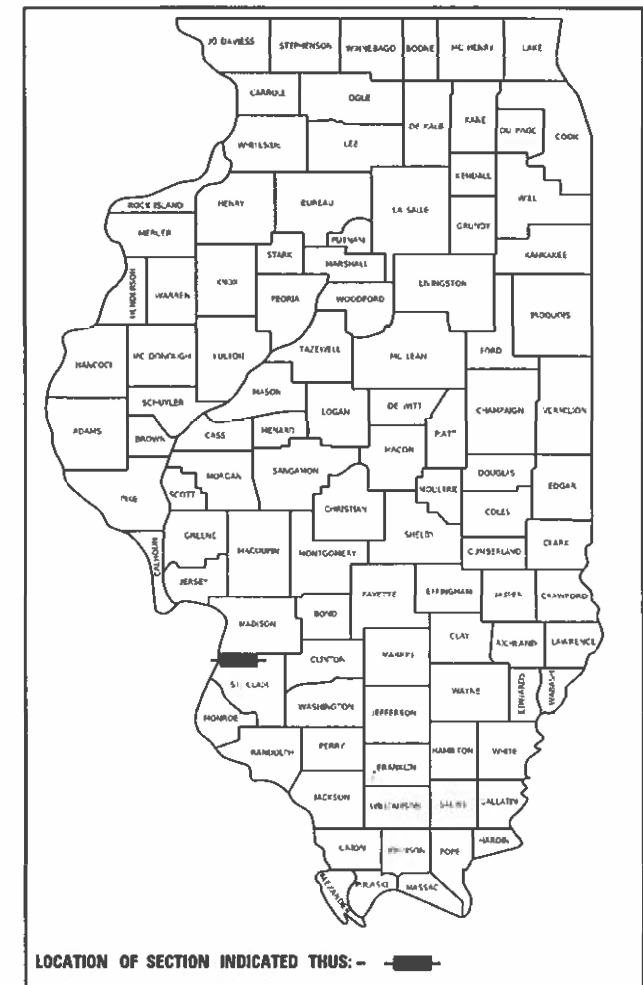 JO DAVIESS STEPHENSON WINNEBAGO BOONE MC HENRY LAKE
CARROLL OGLE DE KALB KANE DU PAGE COOK
WHITESIDE LEE
KENDALL WILL
ROCK ISLAND HENRY BUREAU LA SALLE GRUNDY
MERCER PUTNAM
STARK MARSHALL KANKAKEE
HENDERSON WARREN KNOX PEORIA WOODFORD LIVINGSTON
IROQUOIS
HANCOCK MC DONOUGH FULTON TAZEWELL MC LEAN FORD
MASON
SCHUYLER LOGAN DE WITT CHAMPAIGN VERMILION
ADAMS BROWN CASS MENARD PIATT
MACON
PIKE SCOTT MORGAN SANGAMON DOUGLAS EDGAR
MOULTRIE
CHRISTIAN COLES
CALHOUN GREENE MACOUPIN MONTGOMERY SHELBY CUMBERLAND CLARK
JERSEY
FAYETTE EFFINGHAM JASPER CRAWFORD
MADISON BOND
CLAY RICHLAND LAWRENCE
CLINTON MARION
ST. CLAIR WAYNE EDWARDS WABASH
MONROE WASHINGTON JEFFERSON
RANDOLPH PERRY HAMILTON WHITE
FRANKLIN
JACKSON WILLIAMSON SALINE GALLATIN
UNION JOHNSON POPE HARDIN
ALEXANDER PULASKI MASSAC
LOCATION OF SECTION INDICATED THUS: -